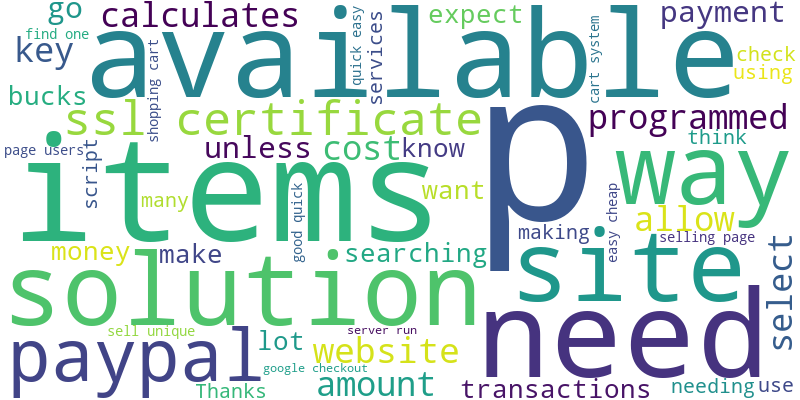 go
calculates
available
quick easy
services
expect
cart system
payment
find one
key
shopping cart
check
using
bucks
ssl certificate
p
programmed
page users
script
items
unless
cost
know
think
way
many
good quick
want
easy cheap
allow
making
selling page
money
make
searching
site
select
solution
need
sell unique
server run
paypal
lot
website
google checkout
Thanks
amount
transactions
needing
use